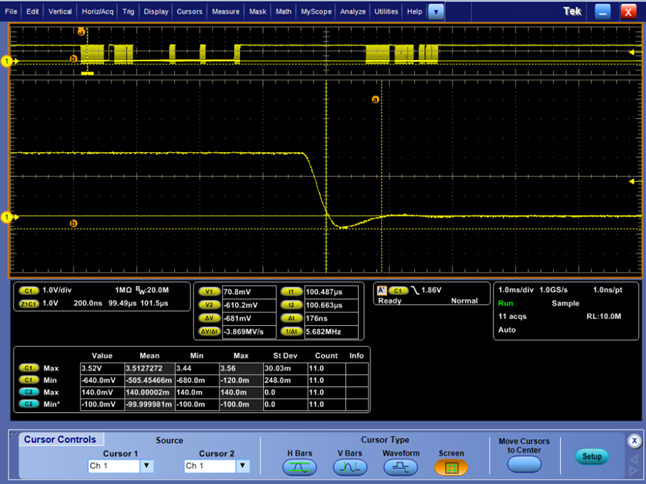 File Edit Vertical Horiz/Acq Trig Display Cursors Measure Mask Math MyScope Analyze Utilities Help Tek X
a
1
b
a
1
b
C1 1.0V/div 1MΩ BW:20.0M
Z1C1 1.0V 200.0ns 99.49µs 101.5µs
V1 70.8mV t1 100.487µs
V2 -610.2mV t2 100.663µs
ΔV -681mV Δt 176ns
ΔV/Δt -3.869MV/s 1/Δt 5.682MHz
A' C1 1.86V
Ready Normal
1.0ms/div 1.0GS/s 1.0ns/pt
Run Sample
11 acqs RL:10.0M
Auto
Value Mean Min Max St Dev Count Info
C1 Max 3.52V 3.5127272 3.44 3.56 30.03m 11.0
C1 Min -640.0mV -505.45466m -680.0m -120.0m 248.0m 11.0
C2 Max 140.0mV 140.00002m 140.0m 140.0m 0.0 11.0
C2 Min* -100.0mV -99.999981m -100.0m -100.0m 0.0 11.0
Cursor Controls
Source
Cursor 1 Cursor 2
Ch 1 Ch 1
Cursor Type
H Bars V Bars Waveform Screen
Move Cursors
to Center
Setup
X